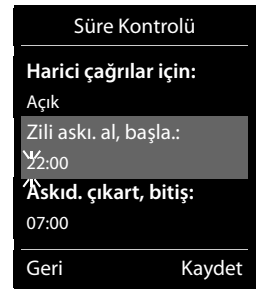 Süre Kontrolü
Harici çağrılar için:
Açık
Zili askı. al, başla.:
22:00
Askıd. çıkart, bitiş:
07:00
Geri Kaydet